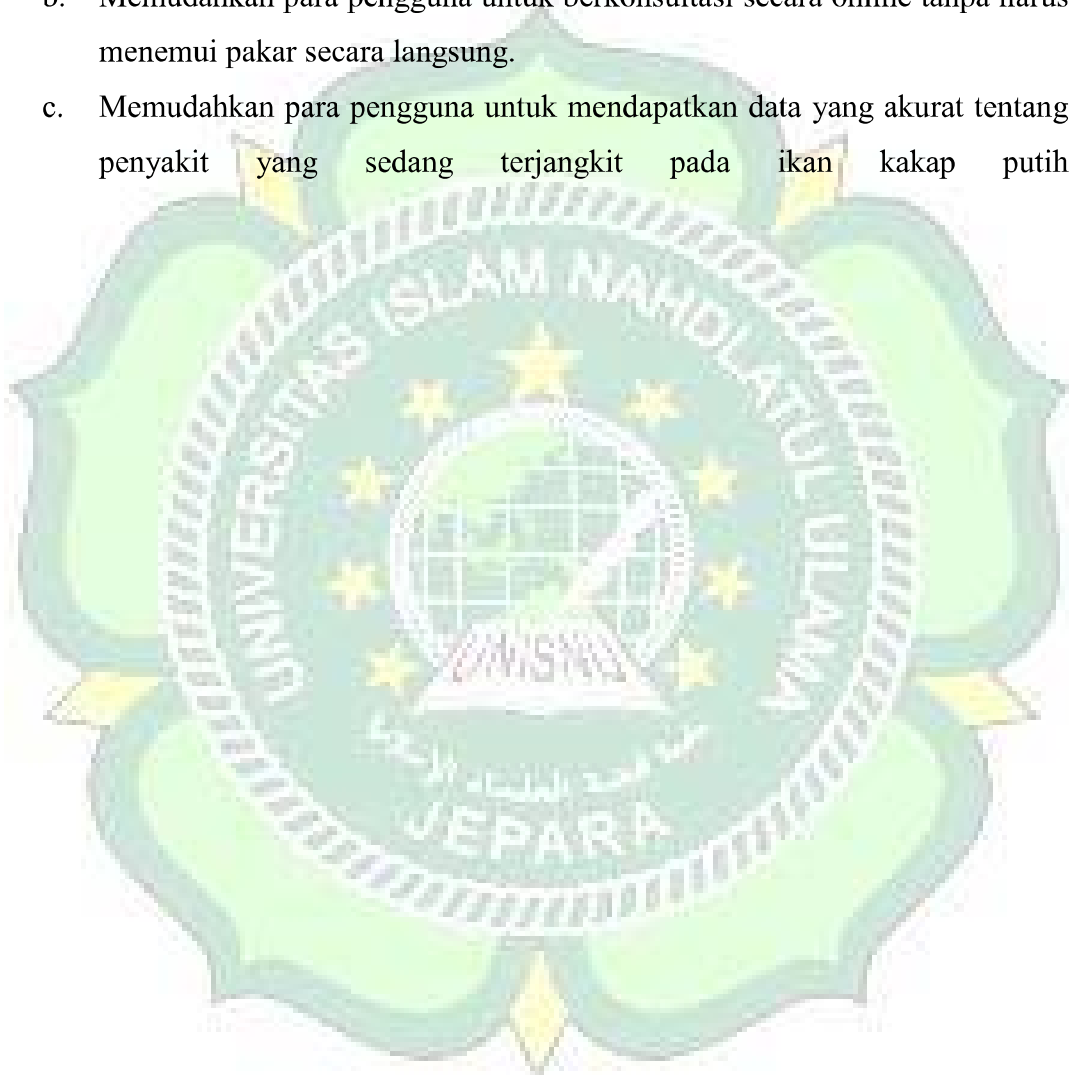 b. Memudahkan para pengguna untuk berkonsultasi secara online tanpa harus
menemui pakar secara langsung.
c. Memudahkan para pengguna untuk mendapatkan data yang akurat tentang
penyakit yang sedang terjangkit pada ikan kakap putih
UNIVERSITAS ISLAM NAHDLATUL ULAMA
UNISNU
JEPARA